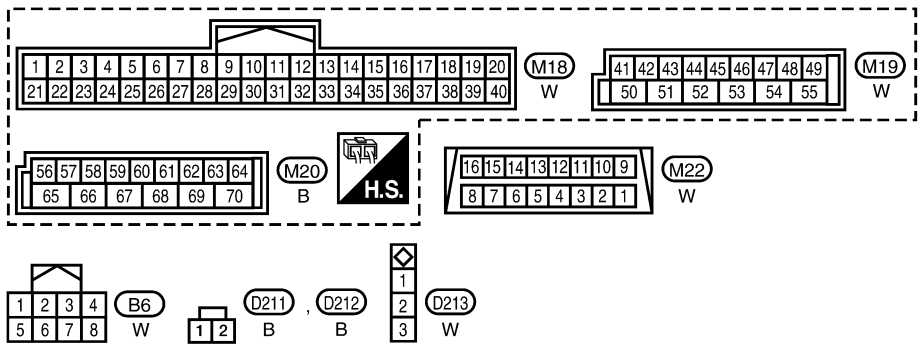 1 2 3 4 5 6 7 8 9 10 11 12 13 14 15 16 17 18 19 20
21 22 23 24 25 26 27 28 29 30 31 32 33 34 35 36 37 38 39 40
M18
W
41 42 43 44 45 46 47 48 49
50 51 52 53 54 55
M19
W
56 57 58 59 60 61 62 63 64
65 66 67 68 69 70
M20
B
H.S.
16 15 14 13 12 11 10 9
8 7 6 5 4 3 2 1
M22
W
1 2 3 4
5 6 7 8
B6
W
1 2
D211 , D212
B B
1
2
3
D213
W